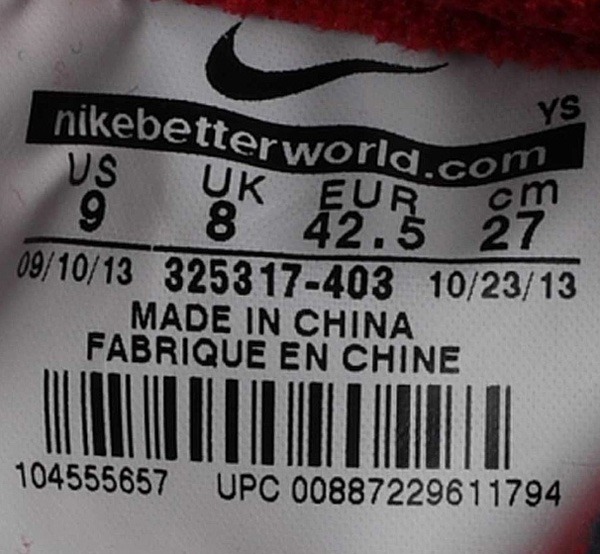 YS
nikebetterworld.com
US UK EUR cm
9 8 42.5 27
09/10/13 325317-403 10/23/13
MADE IN CHINA
FABRIQUE EN CHINE
104555657 UPC 00887229611794